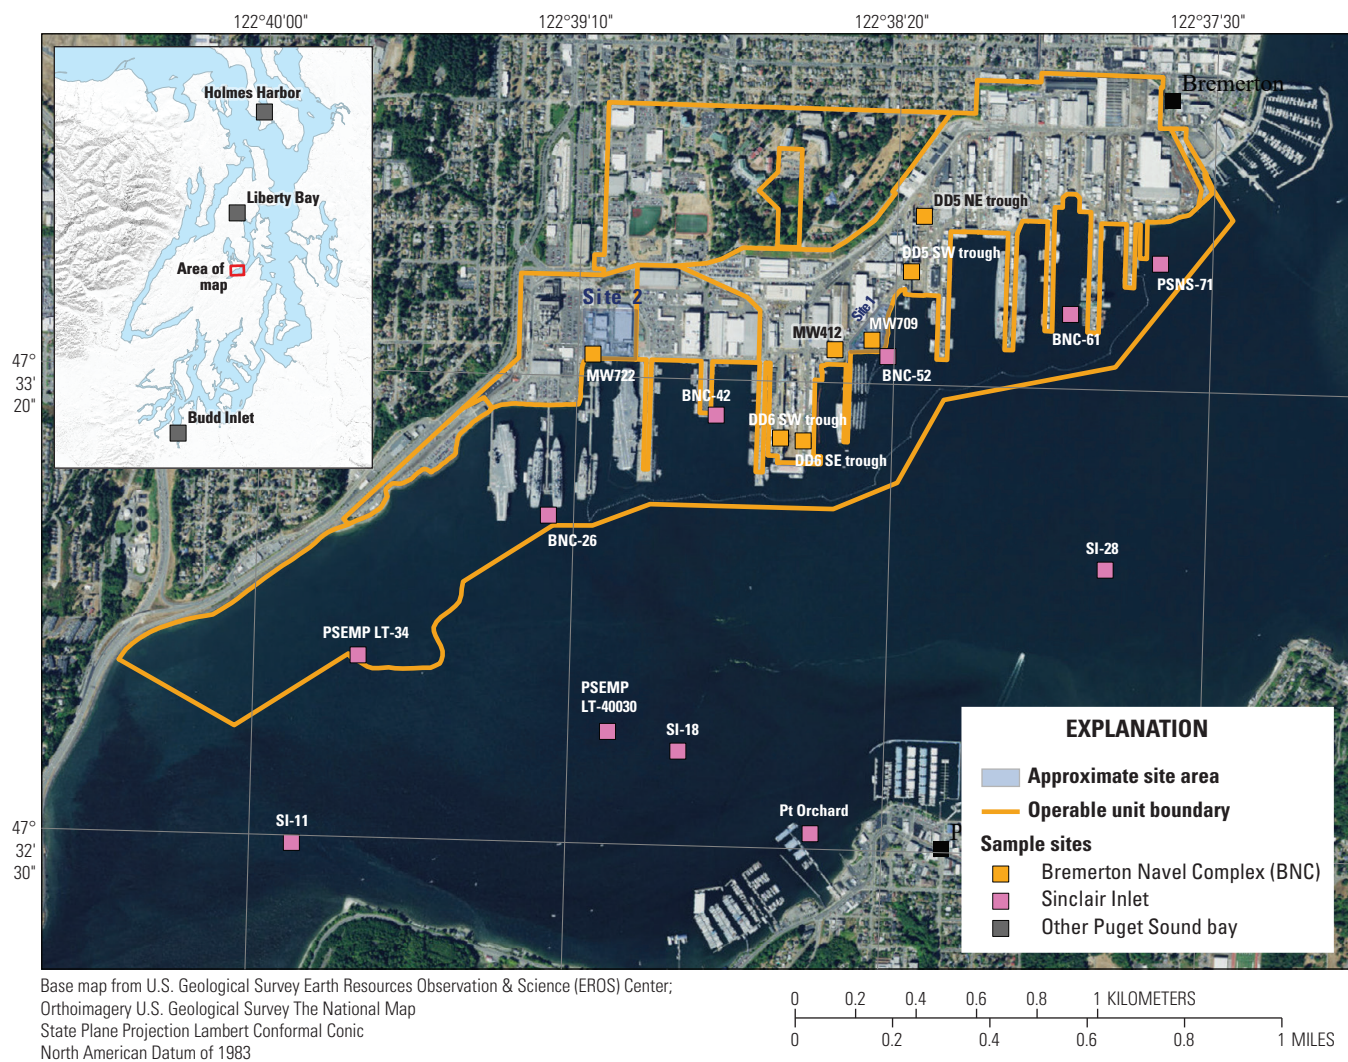 122°40'00"
122°39'10"
122°38'20"
122°37'30"
Holmes Harbor
Liberty Bay
Area of
map
Budd Inlet
Bremerton
DD5 NE trough
DD5 SW trough
PSNS-71
Site 2
Site 1
MW709
MW412
BNC-61
BNC-52
MW722
BNC-42
DD6 SW trough
DD6 SE trough
47°
33'
20"
BNC-26
SI-28
PSEMP LT-34
PSEMP
LT-40030
SI-18
Pt Orchard
SI-11
47°
32'
30"
EXPLANATION
Approximate site area
Operable unit boundary
Sample sites
Bremerton Navel Complex (BNC)
Sinclair Inlet
Other Puget Sound bay
Base map from U.S. Geological Survey Earth Resources Observation & Science (EROS) Center;
Orthoimagery U.S. Geological Survey The National Map
State Plane Projection Lambert Conformal Conic
North American Datum of 1983
0 0.2 0.4 0.6 0.8 1 KILOMETERS
0 0.2 0.4 0.6 0.8 1 MILES